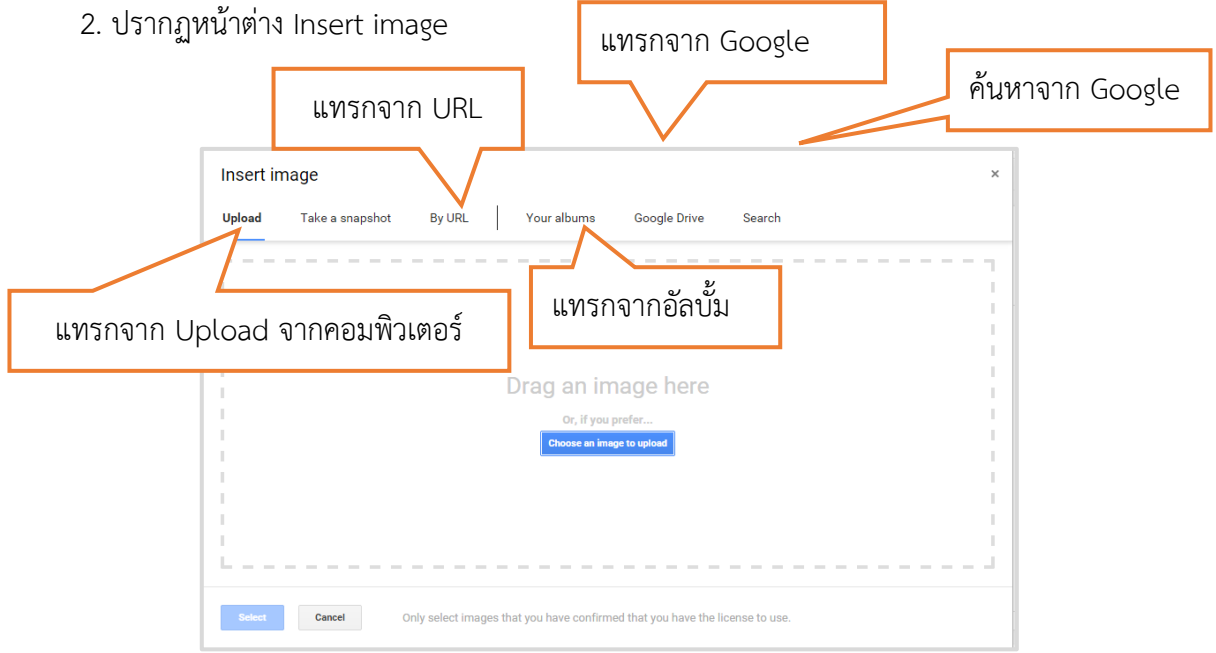 2. ปรากฏหน้าต่าง Insert image
แทรกจาก Google
ค้นหาจาก Google
แทรกจาก URL
Insert image
×
Upload Take a snapshot By URL Your albums Google Drive Search
แทรกจากอัลบั้ม
แทรกจาก Upload จากคอมพิวเตอร์
Drag an image here
Or, if you prefer...
Choose an image to upload
Select Cancel Only select images that you have confirmed that you have the license to use.